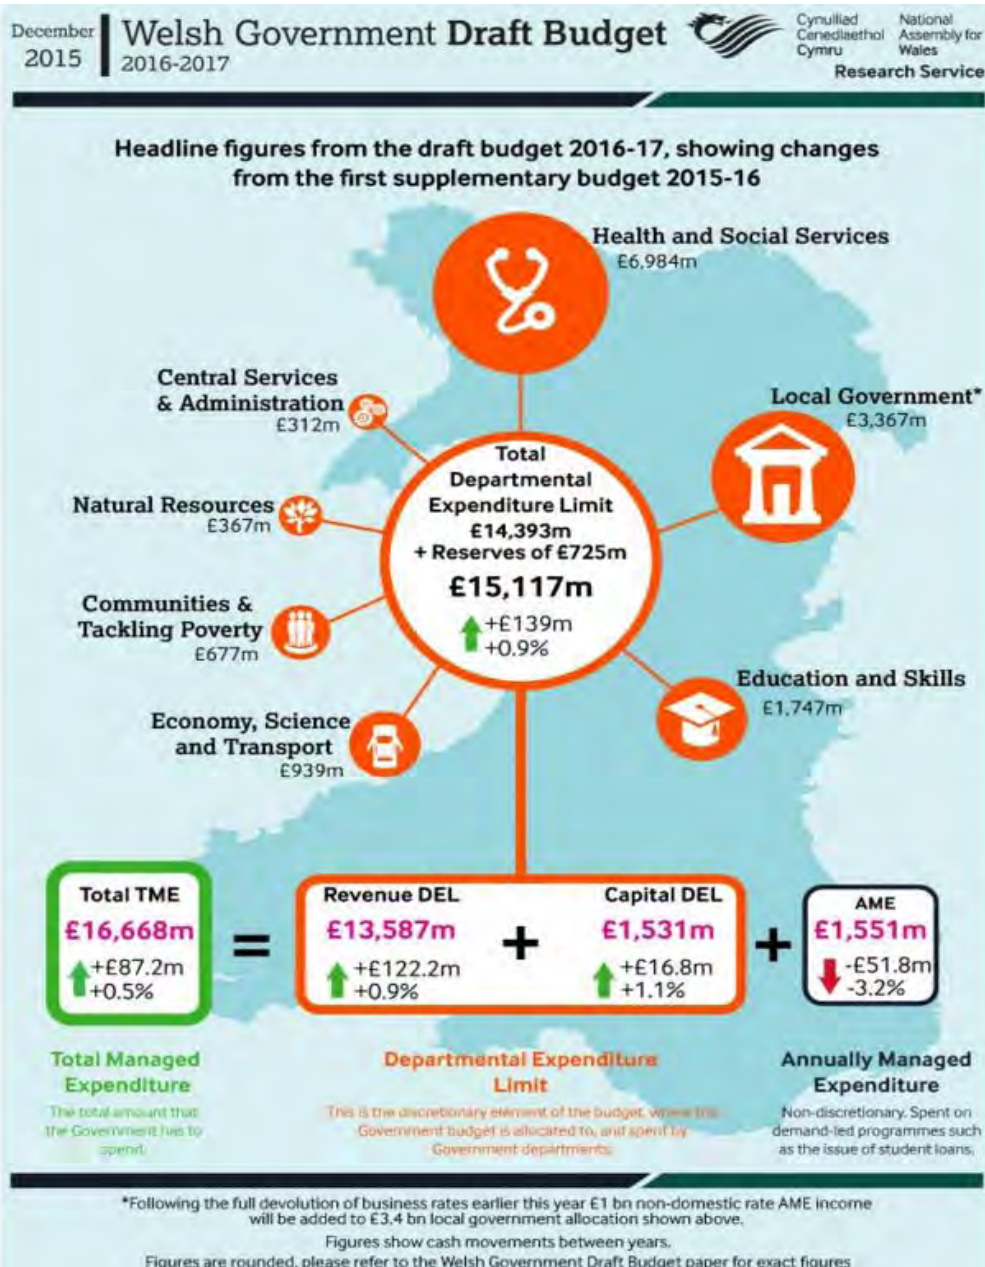 December
2015
Welsh Government Draft Budget
2016-2017
Cynulliad
Cenedlaethol
Cymru
National
Assembly for
Wales
Research Service
Headline figures from the draft budget 2016-17, showing changes
from the first supplementary budget 2015-16
Health and Social Services
£6,984m
Central Services
& Administration
£312m
Local Government*
£3,367m
Natural Resources
£367m
Total
Departmental
Expenditure Limit
£14,393m
+ Reserves of £725m
£15,117m
+£139m
+0.9%
Communities &
Tackling Poverty
£677m
Education and Skills
£1,747m
Economy, Science
and Transport
£939m
Total TME
£16,668m
+£87.2m
+0.5%
=
Revenue DEL
£13,587m
+£122.2m
+0.9%
+
Capital DEL
£1,531m
+£16.8m
+1.1%
+
AME
£1,551m
-£51.8m
-3.2%
Total Managed
Expenditure
The total amount that
the Government has to
spend.
Departmental Expenditure
Limit
This is the discretionary element of the budget, where the
Government budget is allocated to, and spent by
Government departments.
Annually Managed
Expenditure
Non-discretionary. Spent on
demand-led programmes such
as the issue of student loans.
*Following the full devolution of business rates earlier this year £1 bn non-domestic rate AME income
will be added to £3.4 bn local government allocation shown above.
Figures show cash movements between years.
Figures are rounded, please refer to the Welsh Government Draft Budget paper for exact figures